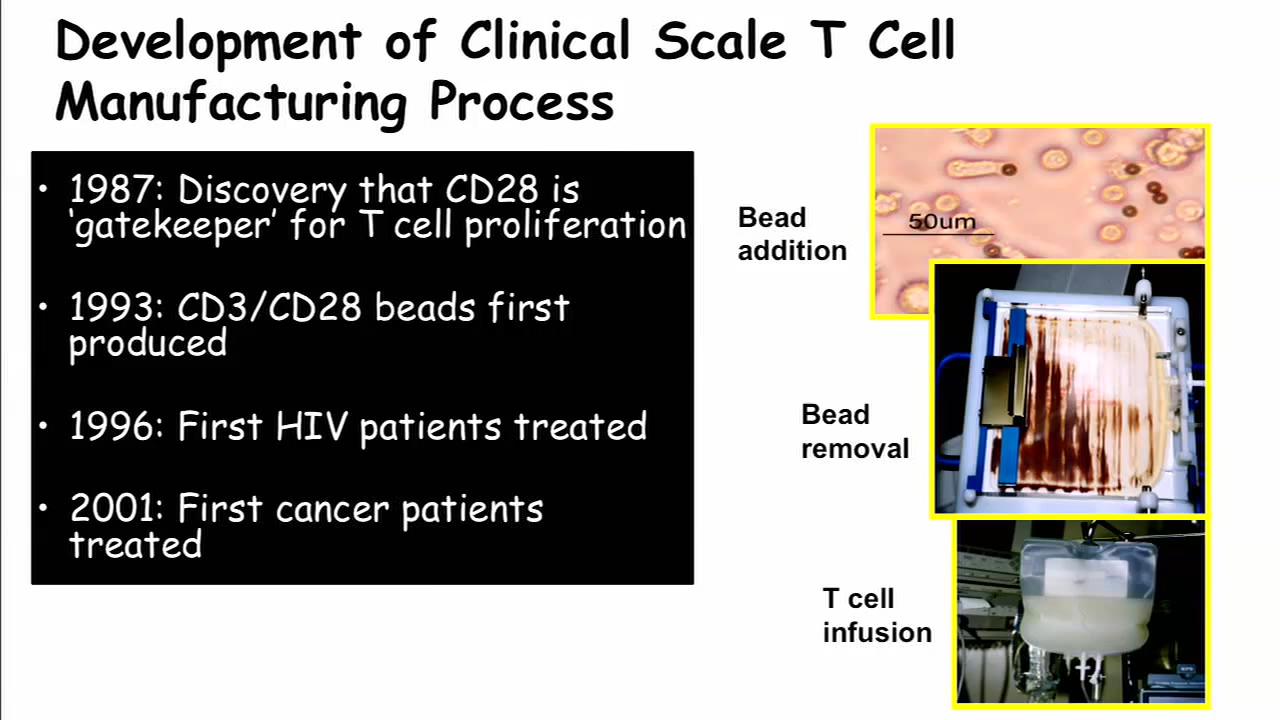 Development of Clinical Scale T Cell
Manufacturing Process
• 1987: Discovery that CD28 is
‘gatekeeper’ for T cell proliferation
• 1993: CD3/CD28 beads first
produced
• 1996: First HIV patients treated
• 2001: First cancer patients
treated
Bead
addition
50um
Bead
removal
T cell
infusion